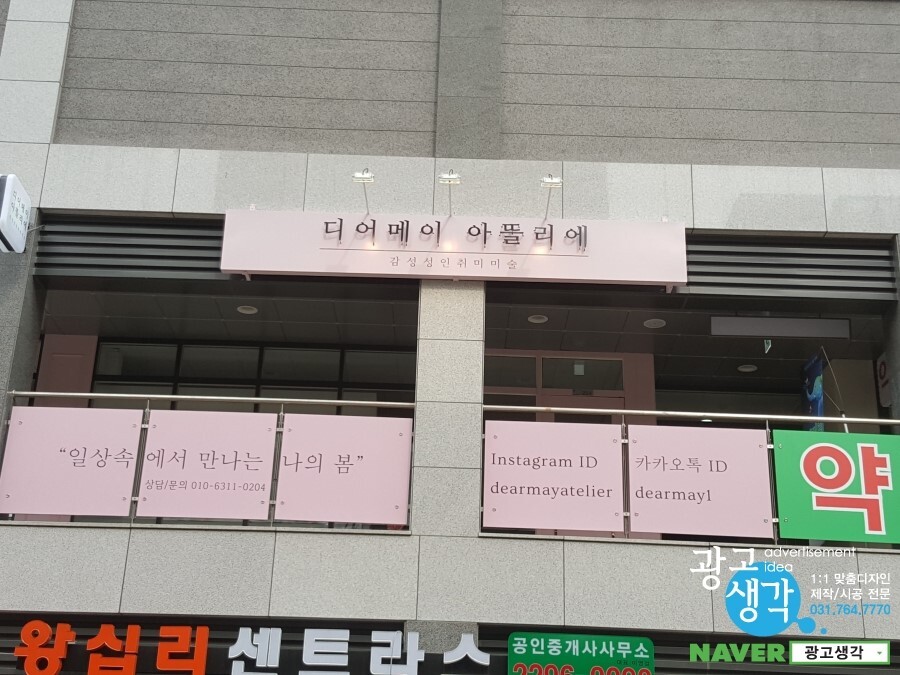 디어메이 아뜰리에
감성성인취미미술
“일상속에서 만나는 나의 봄”
상담/문의 010-6311-0204
Instagram ID
dearmayatelier
카카오톡 ID
dearmay1
약
왕십리 센트라스
공인중개사사무소
광고생각
advertisement
idea
1:1 맞춤디자인
제작/시공 전문
031.764.7770
NAVER 광고생각